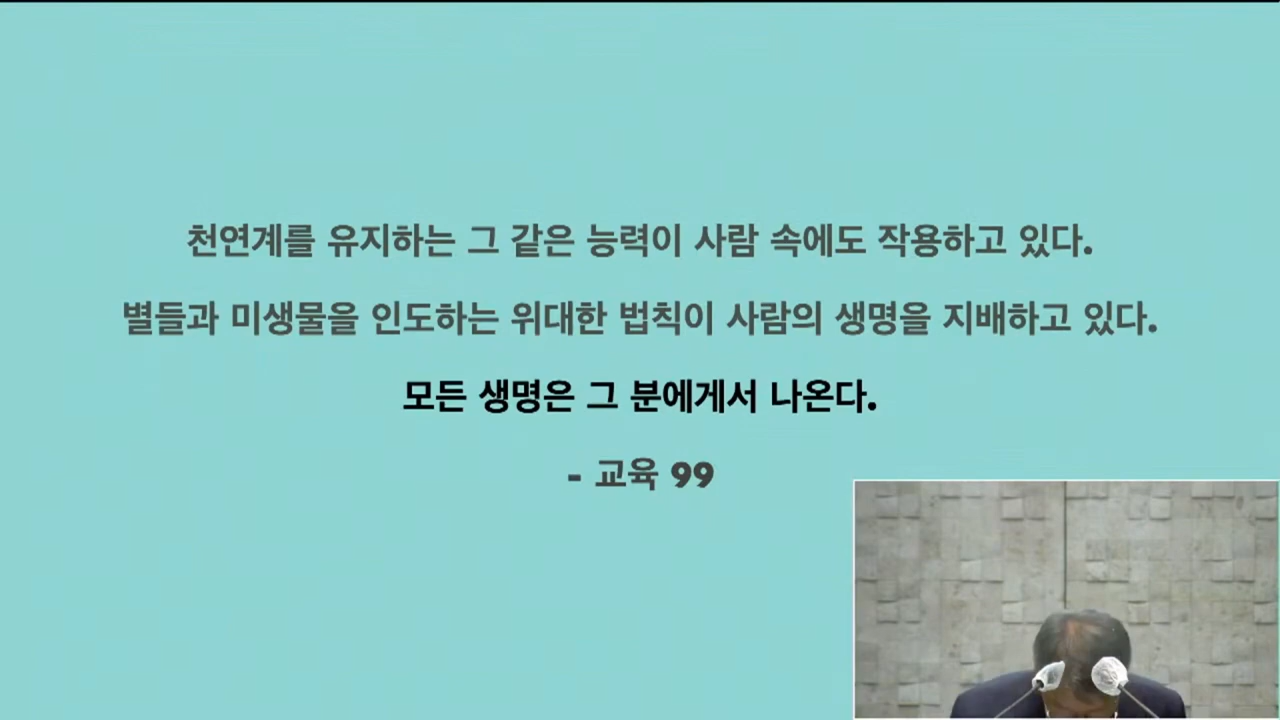 천연계를 유지하는 그 같은 능력이 사람 속에도 작용하고 있다.
별들과 미생물을 인도하는 위대한 법칙이 사람의 생명을 지배하고 있다.
모든 생명은 그 분에게서 나온다.
- 교육 99